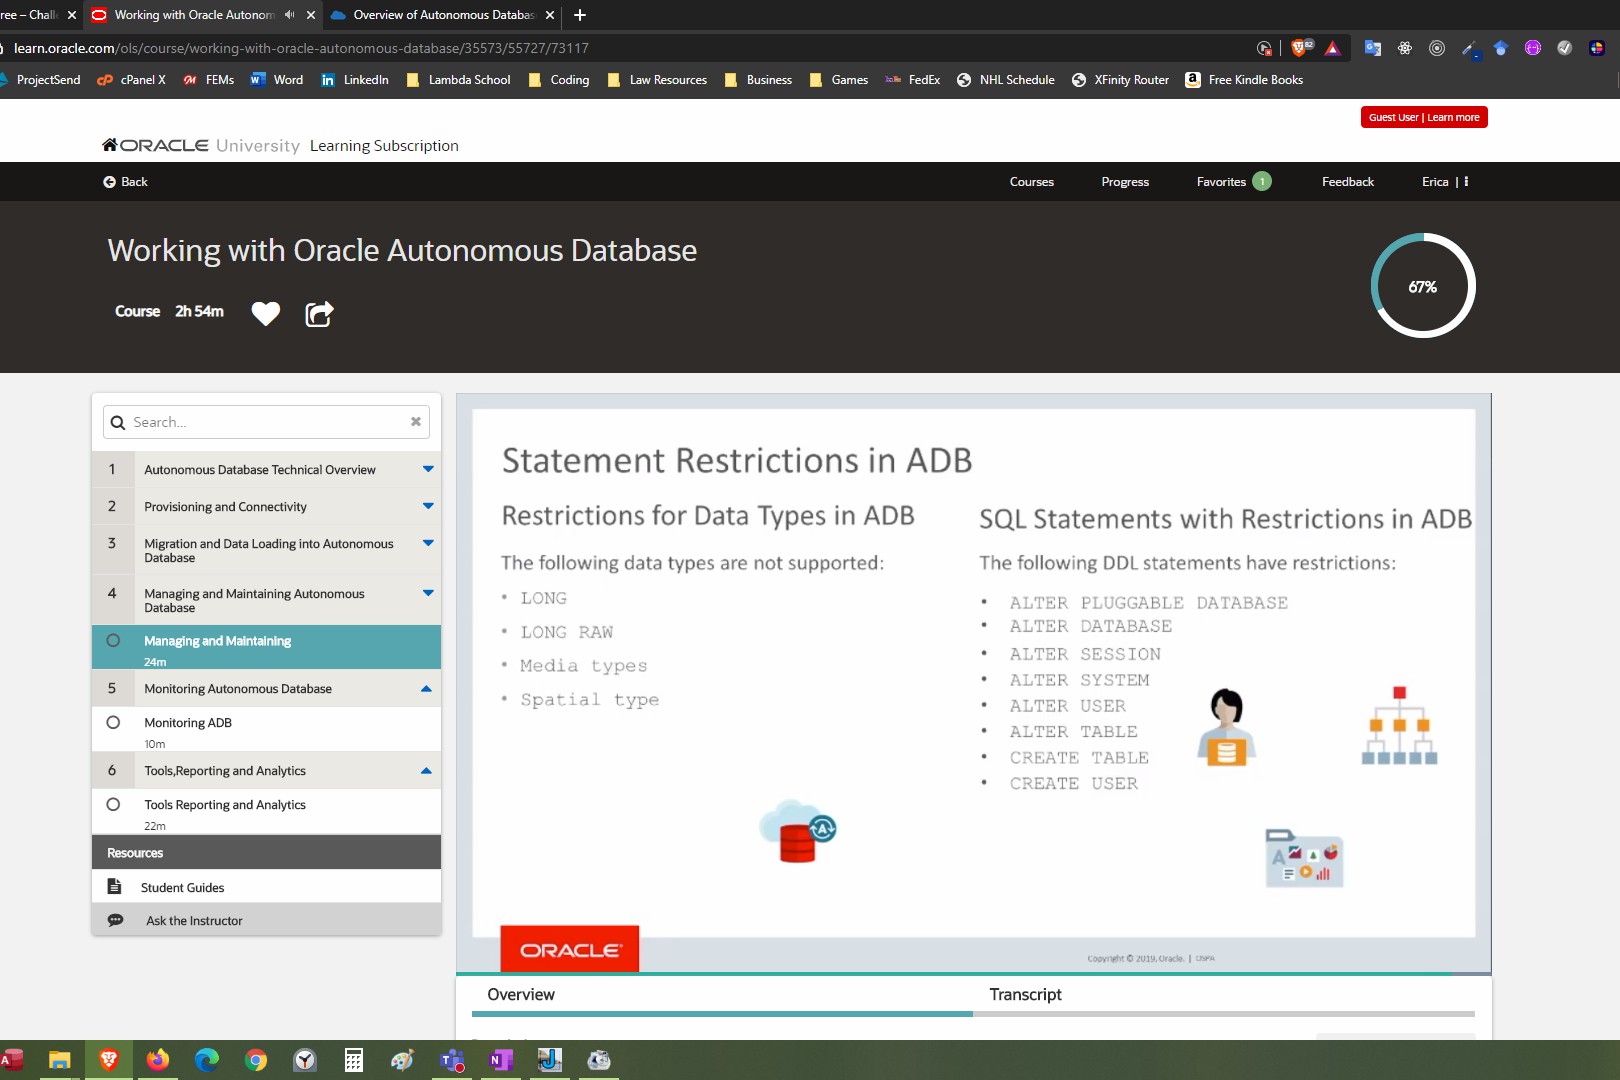 ree – Challe
Working with Oracle Autonom
Overview of Autonomous Databas
learn.oracle.com/ols/course/working-with-oracle-autonomous-database/35573/55727/73117
82
ProjectSend
cPanel X
FEMs
Word
LinkedIn
Lambda School
Coding
Law Resources
Business
Games
FedEx
NHL Schedule
XFinity Router
Free Kindle Books
Guest User | Learn more
ORACLE University Learning Subscription
Back
Courses
Progress
Favorites 1
Feedback
Erica |
Working with Oracle Autonomous Database
Course 2h 54m
67%
Search...
1 Autonomous Database Technical Overview
2 Provisioning and Connectivity
3 Migration and Data Loading into Autonomous
Database
4 Managing and Maintaining Autonomous
Database
Managing and Maintaining
24m
5 Monitoring Autonomous Database
Monitoring ADB
10m
6 Tools,Reporting and Analytics
Tools Reporting and Analytics
22m
Resources
Student Guides
Ask the Instructor
Statement Restrictions in ADB
Restrictions for Data Types in ADB
The following data types are not supported:
• LONG
• LONG RAW
• Media types
• Spatial type
SQL Statements with Restrictions in ADB
The following DDL statements have restrictions:
• ALTER PLUGGABLE DATABASE
• ALTER DATABASE
• ALTER SESSION
• ALTER SYSTEM
• ALTER USER
• ALTER TABLE
• CREATE TABLE
• CREATE USER
A
A
ORACLE
Copyright © 2019, Oracle. |
Overview
Transcript